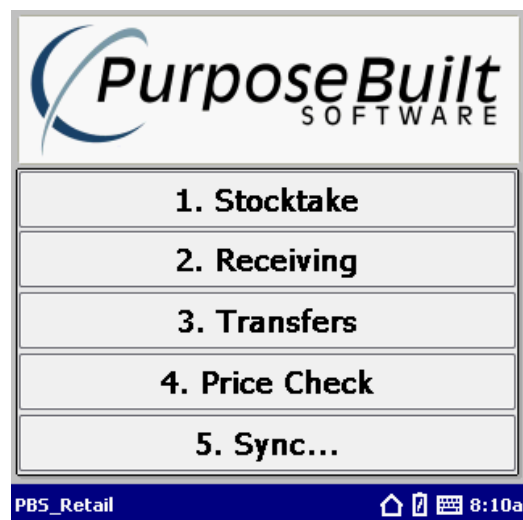 PurposeBuilt
SOFTWARE
1. Stocktake
2. Receiving
3. Transfers
4. Price Check
5. Sync...
PBS_Retail 8:10a